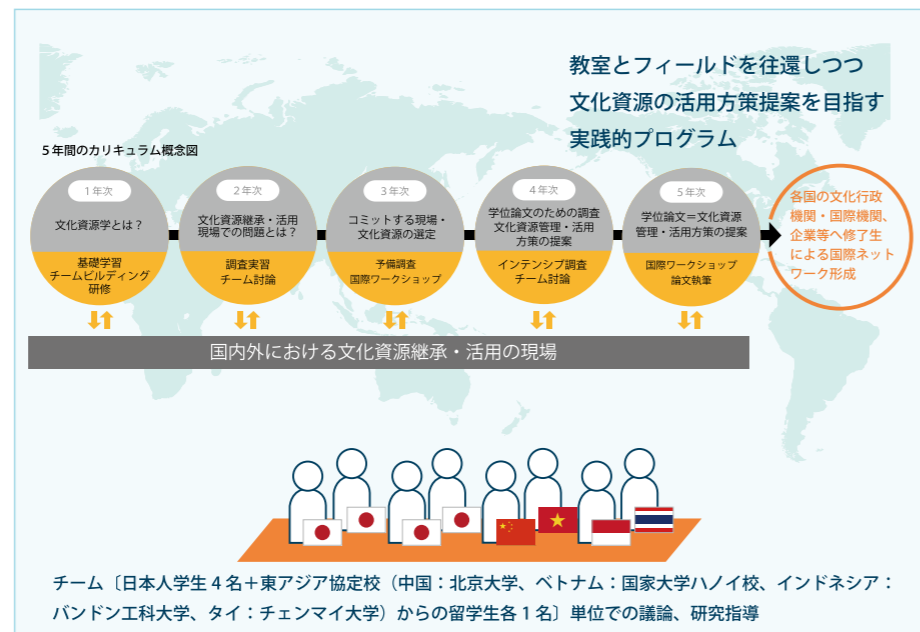 教室とフィールドを往還しつつ
文化資源の活用方策提案を目指す
実践的プログラム
5年間のカリキュラム概念図
1年次
文化資源学とは？
基礎学習
チームビルディング
研修
2年次
文化資源継承・活用
現場での問題とは？
調査実習
チーム討論
3年次
コミットする現場・
文化資源の選定
予備調査
国際ワークショップ
4年次
学位論文のための調査
文化資源管理・活用
方策の提案
インテンシブ調査
チーム討論
5年次
学位論文＝文化資源
管理・活用方策の提案
国際ワークショップ
論文執筆
各国の文化行政
機関・国際機関、
企業等へ修了生
による国際ネット
ワーク形成
国内外における文化資源継承・活用の現場
チーム〔日本人学生４名＋東アジア協定校（中国：北京大学、ベトナム：国家大学ハノイ校、インドネシア：
バンドン工科大学、タイ：チェンマイ大学）からの留学生各１名〕単位での議論、研究指導